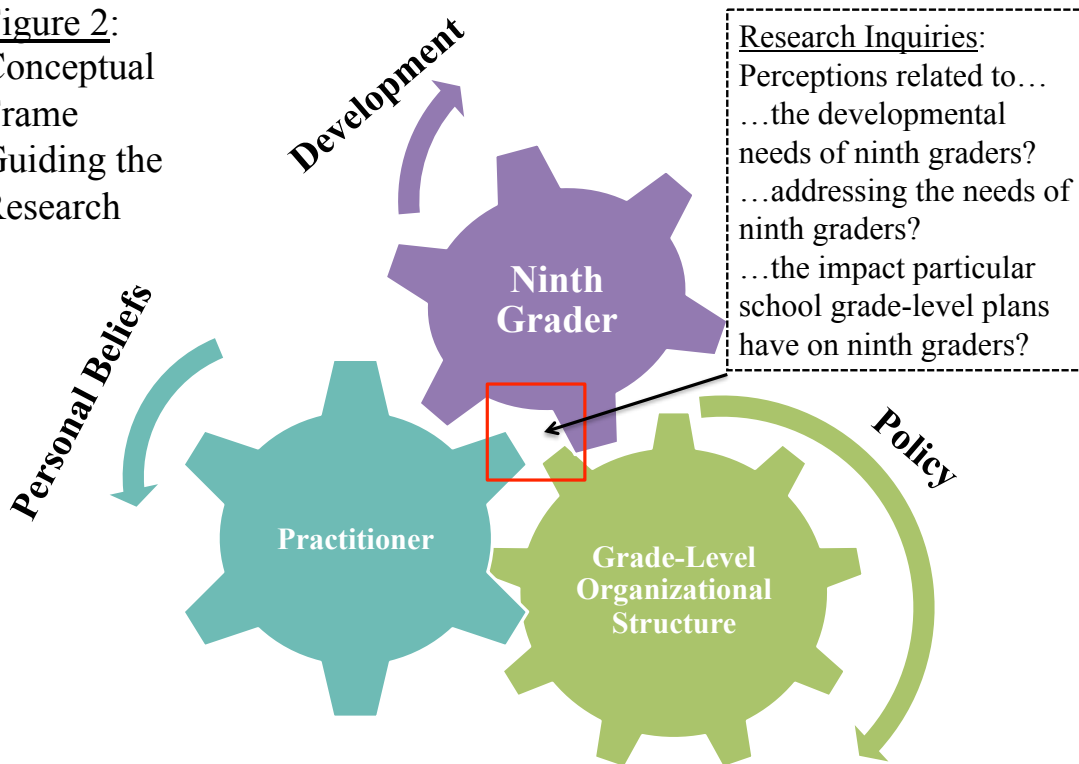 Figure 2:
Conceptual
Frame
Guiding the
Research
Development
Research Inquiries:
Perceptions related to…
…the developmental
needs of ninth graders?
…addressing the needs of
ninth graders?
…the impact particular
school grade-level plans
have on ninth graders?
Ninth
Grader
Personal Beliefs
Policy
Practitioner
Grade-Level
Organizational
Structure